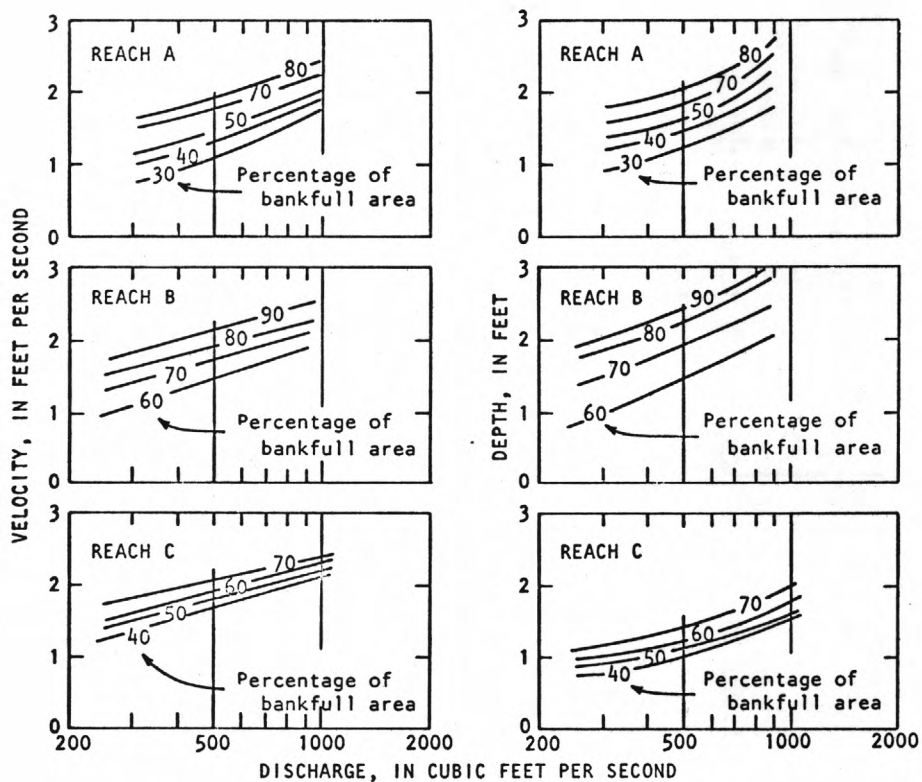 VELOCITY, IN FEET PER SECOND
3
2
1
0
REACH A
80
70
50
40
30
Percentage of
bankfull area
3
2
1
0
REACH B
90
80
70
60
Percentage of
bankfull area
3
2
1
0
REACH C
70
60
50
40
Percentage of
bankfull area
200
500
1000
2000
DEPTH, IN FEET
3
2
1
0
REACH A
80
70
50
40
30
Percentage of
bankfull area
3
2
1
0
REACH B
90
80
70
60
Percentage of
bankfull area
3
2
1
0
REACH C
70
60
50
40
Percentage of
bankfull area
200
500
1000
2000
DISCHARGE, IN CUBIC FEET PER SECOND